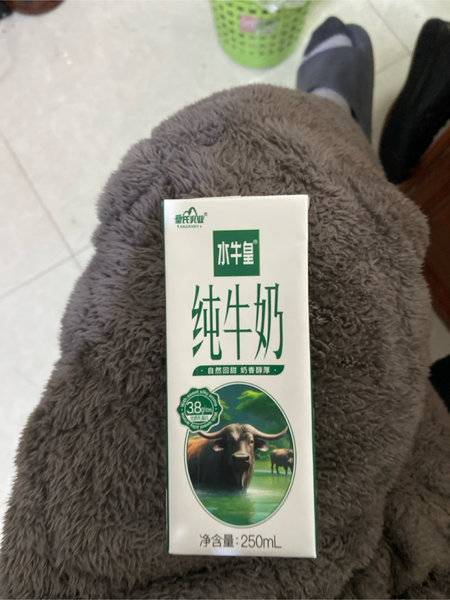 皇氏乳业®
水牛皇®
纯牛奶
自然回甜 奶香醇厚
3.8g
净含量: 250mL